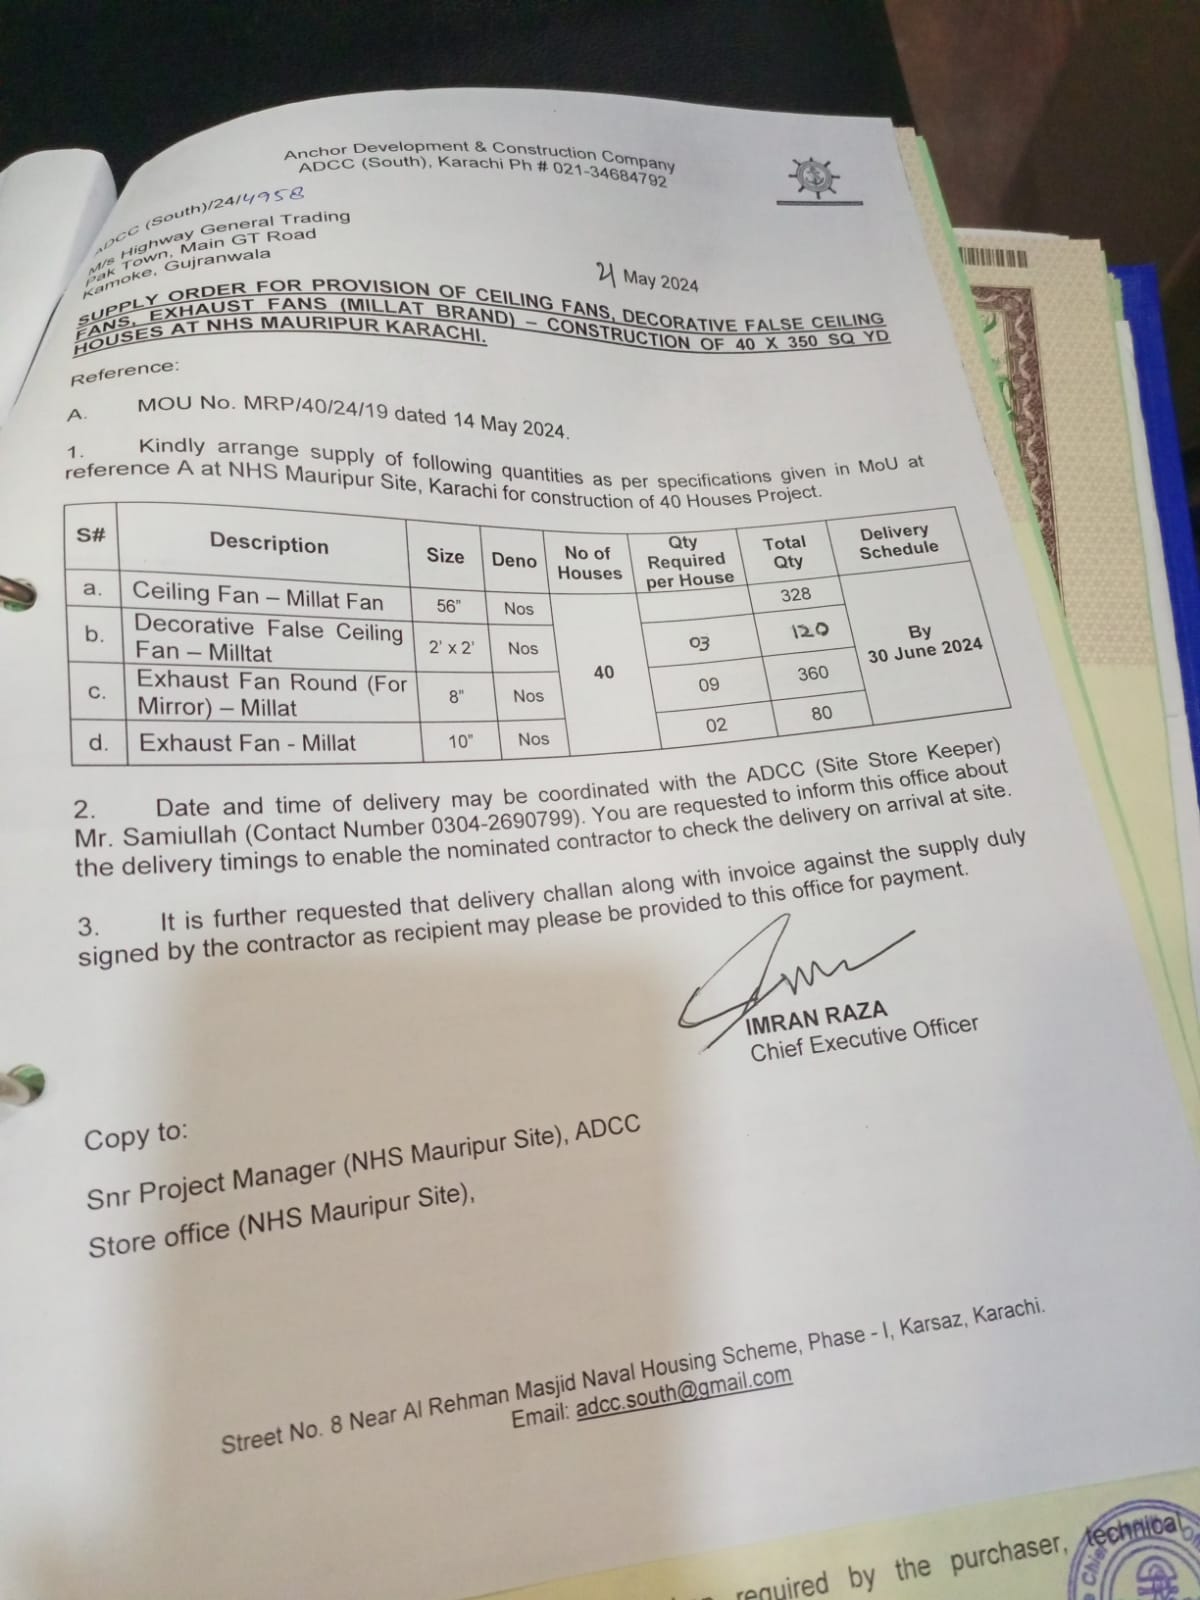 Anchor Development & Construction Company
ADCC (South), Karachi Ph # 021-34684792
ADCC (South)/24/4958
M/s Highway General Trading
Pak Town, Main GT Road
Kamoke, Gujranwala
21 May 2024
SUPPLY ORDER FOR PROVISION OF CEILING FANS, DECORATIVE FALSE CEILING
FANS, EXHAUST FANS (MILLAT BRAND) – CONSTRUCTION OF 40 X 350 SQ YD
HOUSES AT NHS MAURIPUR KARACHI.
Reference:
A. MOU No. MRP/40/24/19 dated 14 May 2024.
1. Kindly arrange supply of following quantities as per specifications given in MoU at
reference A at NHS Mauripur Site, Karachi for construction of 40 Houses Project.
S# Description Size Deno No of Houses Qty Required per House Total Qty Delivery Schedule
a. Ceiling Fan – Millat Fan 56" Nos 328
b. Decorative False Ceiling Fan – Milltat 2' x 2' Nos 03 120
40
By 30 June 2024
c. Exhaust Fan Round (For Mirror) – Millat 8" Nos 09 360
d. Exhaust Fan - Millat 10" Nos 02 80
2. Date and time of delivery may be coordinated with the ADCC (Site Store Keeper)
Mr. Samiullah (Contact Number 0304-2690799). You are requested to inform this office about
the delivery timings to enable the nominated contractor to check the delivery on arrival at site.
3. It is further requested that delivery challan along with invoice against the supply duly
signed by the contractor as recipient may please be provided to this office for payment.
IMRAN RAZA
Chief Executive Officer
Copy to:
Snr Project Manager (NHS Mauripur Site), ADCC
Store office (NHS Mauripur Site),
Street No. 8 Near Al Rehman Masjid Naval Housing Scheme, Phase - I, Karsaz, Karachi.
Email: adcc.south@gmail.com
required by the purchaser, technical
Chief